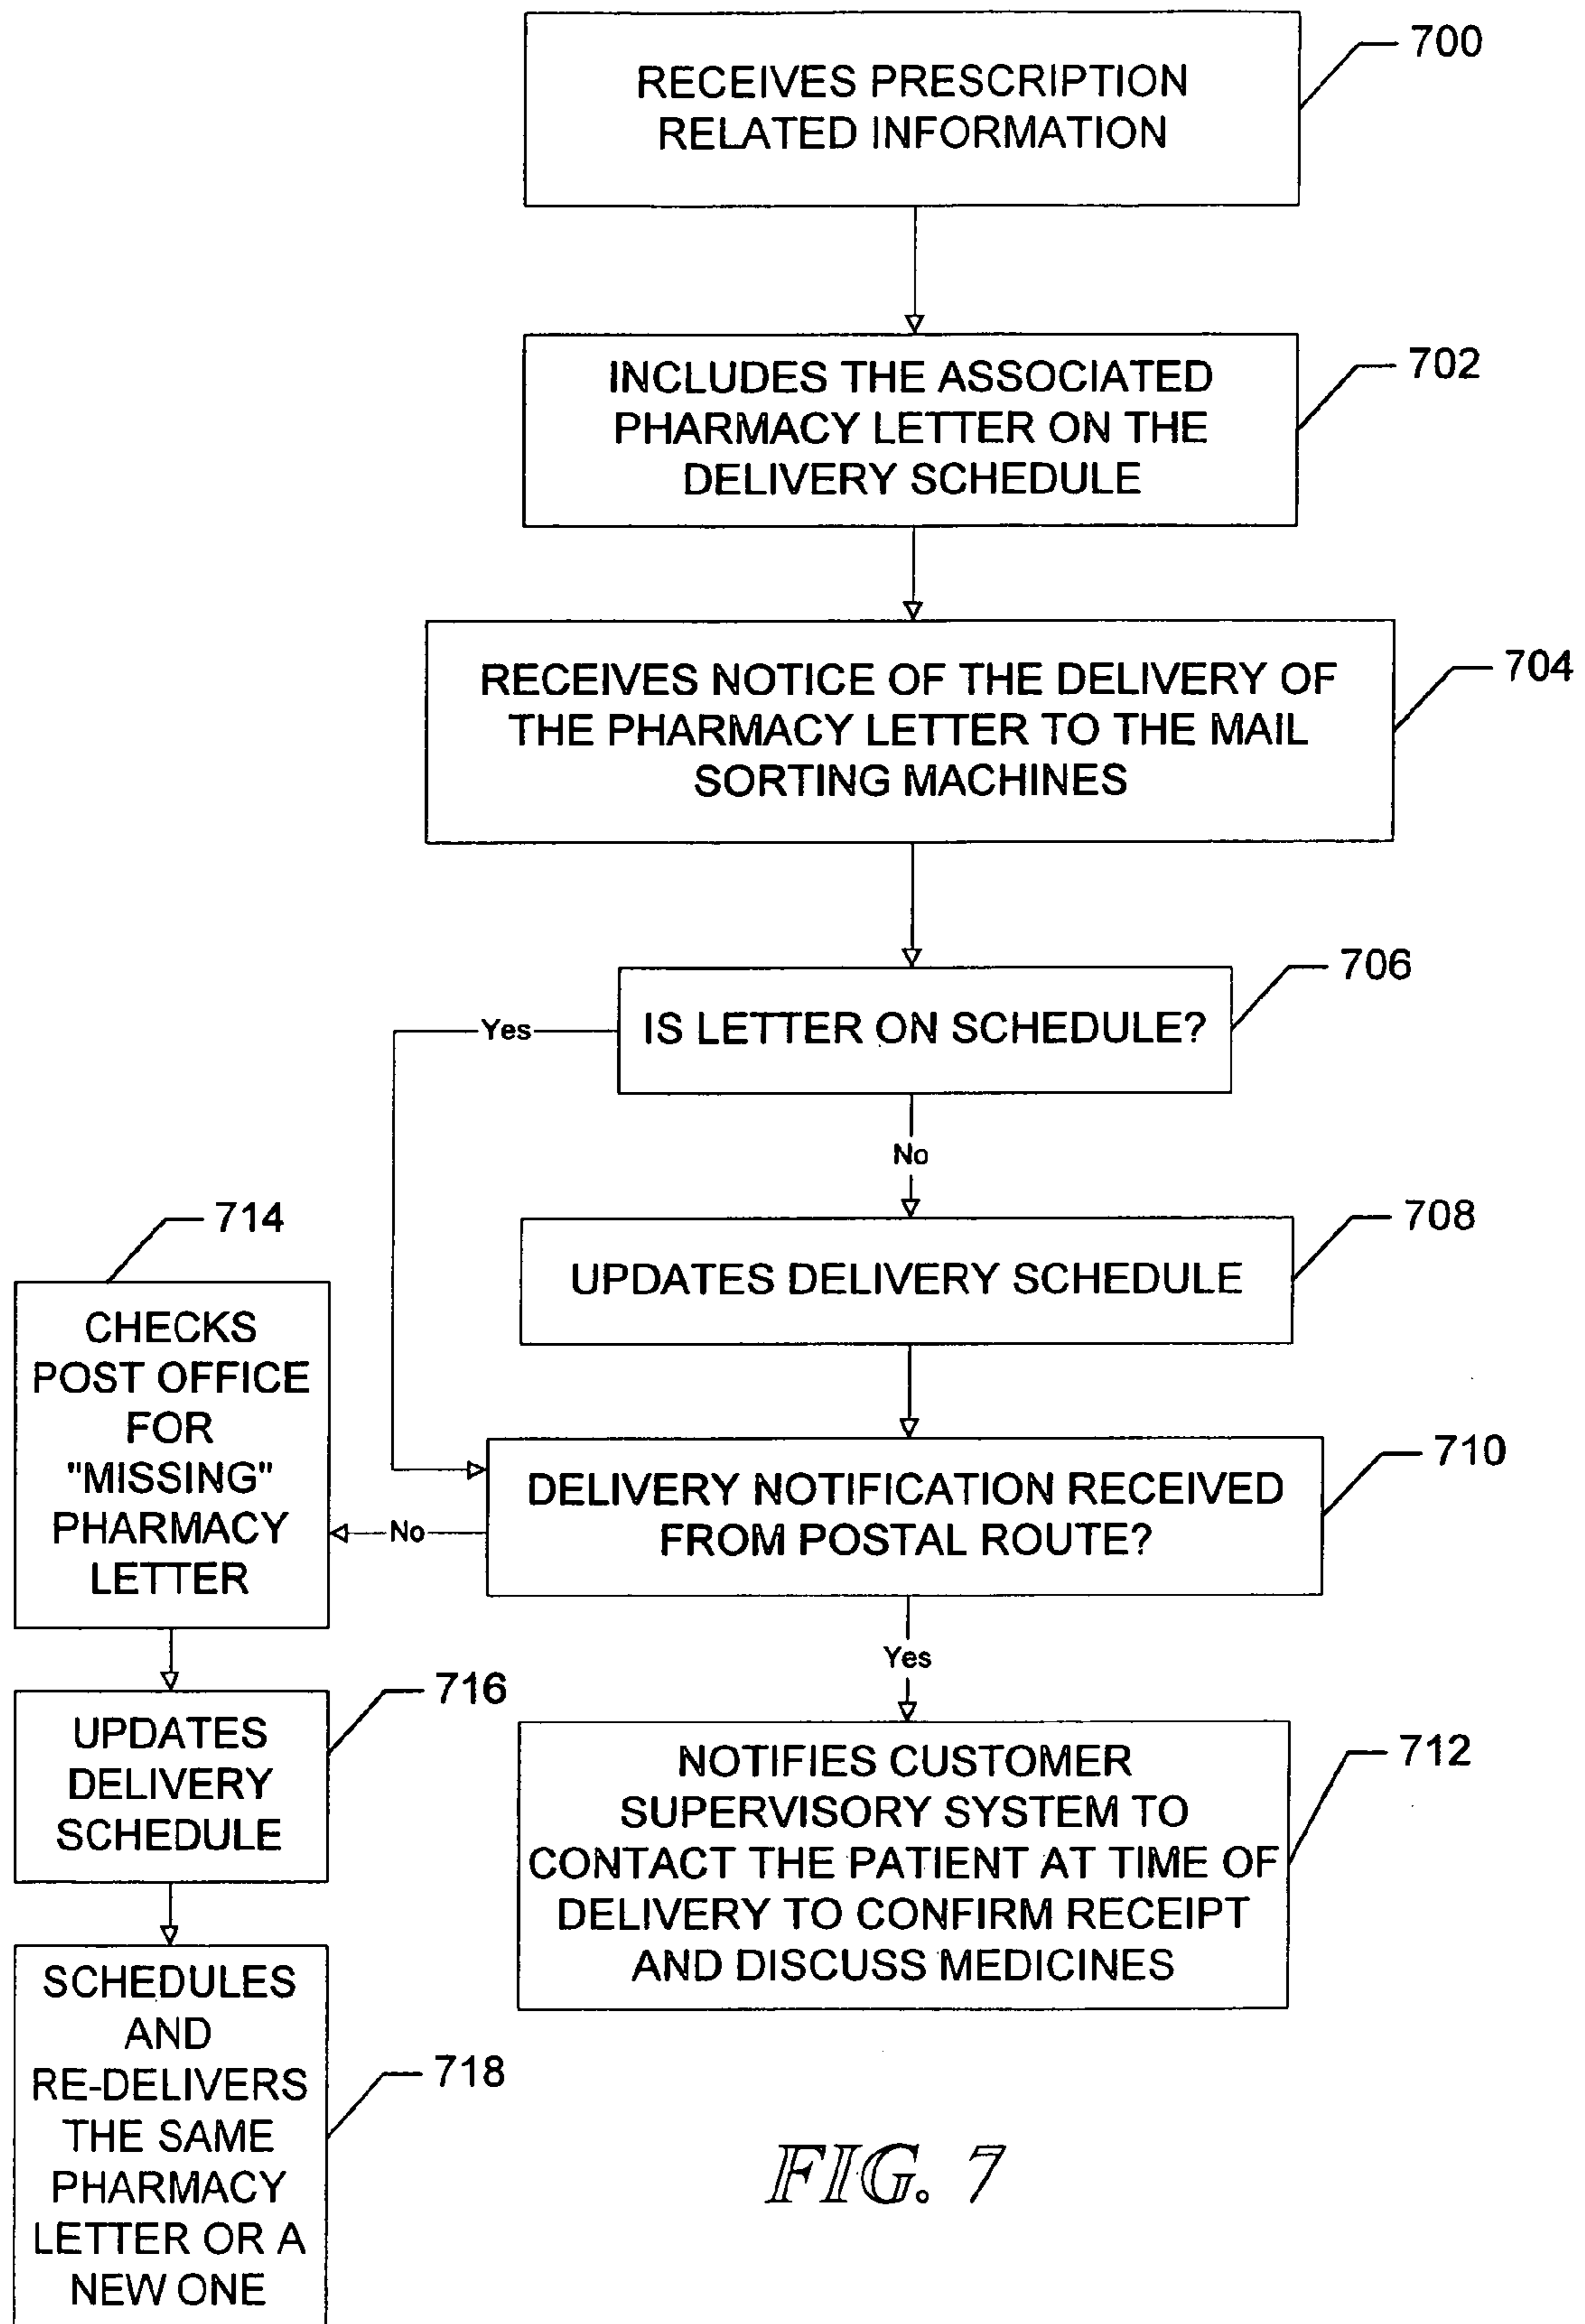 700
RECEIVES PRESCRIPTION
RELATED INFORMATION
702
INCLUDES THE ASSOCIATED
PHARMACY LETTER ON THE
DELIVERY SCHEDULE
704
RECEIVES NOTICE OF THE DELIVERY OF
THE PHARMACY LETTER TO THE MAIL
SORTING MACHINES
706
IS LETTER ON SCHEDULE?
Yes
No
708
UPDATES DELIVERY SCHEDULE
710
DELIVERY NOTIFICATION RECEIVED
FROM POSTAL ROUTE?
No
Yes
712
NOTIFIES CUSTOMER
SUPERVISORY SYSTEM TO
CONTACT THE PATIENT AT TIME OF
DELIVERY TO CONFIRM RECEIPT
AND DISCUSS MEDICINES
714
CHECKS
POST OFFICE
FOR
"MISSING"
PHARMACY
LETTER
716
UPDATES
DELIVERY
SCHEDULE
718
SCHEDULES
AND
RE-DELIVERS
THE SAME
PHARMACY
LETTER OR A
NEW ONE
FIG. 7